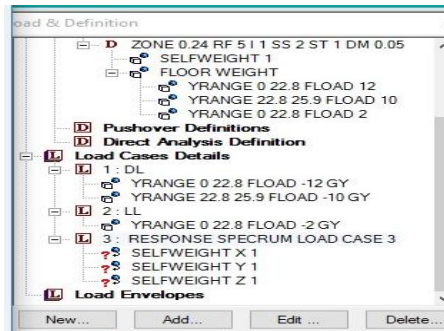 oad & Definition
D ZONE 0.24 RF 5 I 1 SS 2 ST 1 DM 0.05
SELFWEIGHT 1
FLOOR WEIGHT
YRANGE 0 22.8 FLOAD 12
YRANGE 22.8 25.9 FLOAD 10
YRANGE 0 22.8 FLOAD 2
D Pushover Definitions
D Direct Analysis Definition
L Load Cases Details
L 1 : DL
YRANGE 0 22.8 FLOAD -12 GY
YRANGE 22.8 25.9 FLOAD -10 GY
L 2 : LL
YRANGE 0 22.8 FLOAD -2 GY
L 3 : RESPONSE SPECRUM LOAD CASE 3
? SELFWEIGHT X 1
? SELFWEIGHT Y 1
? SELFWEIGHT Z 1
L Load Envelopes
New... Add... Edit ... Delete...